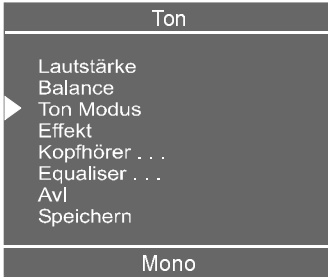 Ton
Lautstärke
Balance
Ton Modus
Effekt
Kopfhörer . . .
Equaliser . . .
Avl
Speichern
Mono